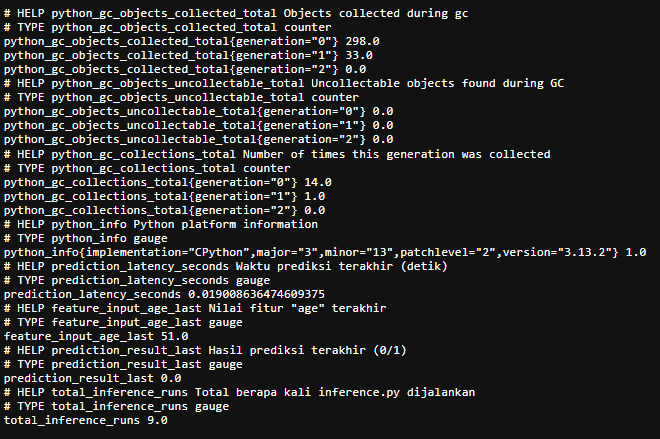 # HELP python_gc_objects_collected_total Objects collected during gc
# TYPE python_gc_objects_collected_total counter
python_gc_objects_collected_total{generation="0"} 298.0
python_gc_objects_collected_total{generation="1"} 33.0
python_gc_objects_collected_total{generation="2"} 0.0
# HELP python_gc_objects_uncollectable_total Uncollectable objects found during GC
# TYPE python_gc_objects_uncollectable_total counter
python_gc_objects_uncollectable_total{generation="0"} 0.0
python_gc_objects_uncollectable_total{generation="1"} 0.0
python_gc_objects_uncollectable_total{generation="2"} 0.0
# HELP python_gc_collections_total Number of times this generation was collected
# TYPE python_gc_collections_total counter
python_gc_collections_total{generation="0"} 14.0
python_gc_collections_total{generation="1"} 1.0
python_gc_collections_total{generation="2"} 0.0
# HELP python_info Python platform information
# TYPE python_info gauge
python_info{implementation="CPython",major="3",minor="13",patchlevel="2",version="3.13.2"} 1.0
# HELP prediction_latency_seconds Waktu prediksi terakhir (detik)
# TYPE prediction_latency_seconds gauge
prediction_latency_seconds 0.019008636474609375
# HELP feature_input_age_last Nilai fitur "age" terakhir
# TYPE feature_input_age_last gauge
feature_input_age_last 51.0
# HELP prediction_result_last Hasil prediksi terakhir (0/1)
# TYPE prediction_result_last gauge
prediction_result_last 0.0
# HELP total_inference_runs Total berapa kali inference.py dijalankan
# TYPE total_inference_runs gauge
total_inference_runs 9.0